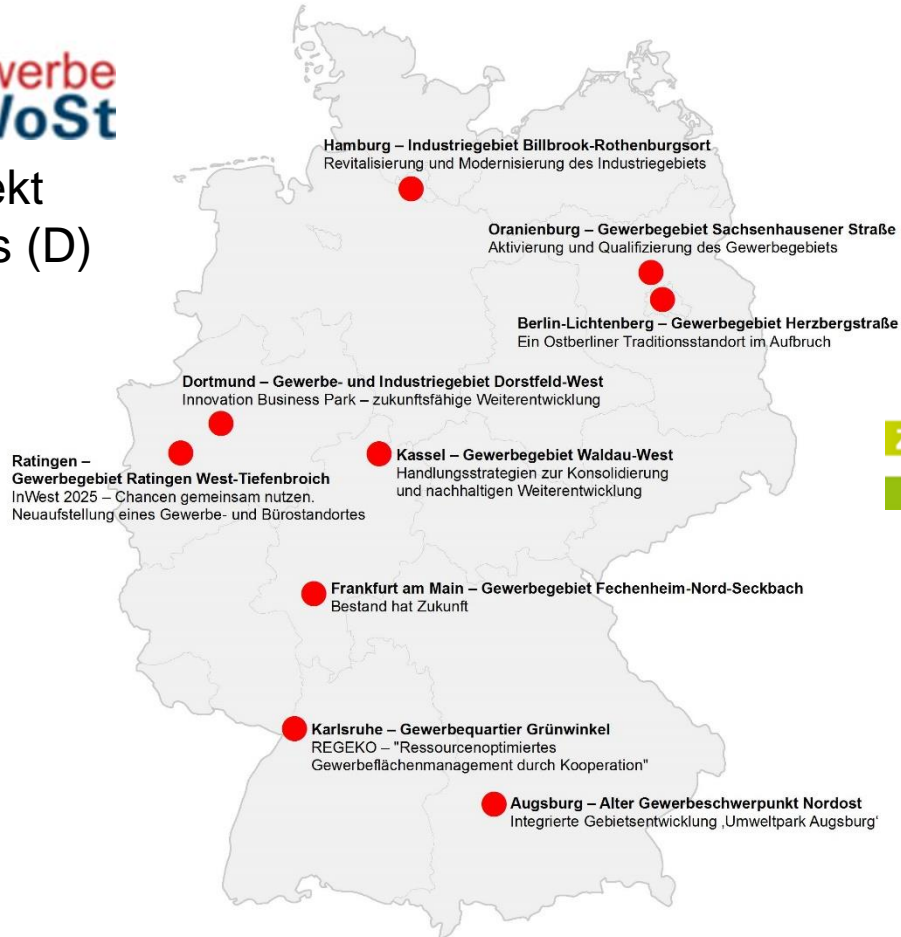 werbe
WoSt
ekt
s (D)
Hamburg – Industriegebiet Billbrook-Rothenburgsort
Revitalisierung und Modernisierung des Industriegebiets
Oranienburg – Gewerbegebiet Sachsenhausener Straße
Aktivierung und Qualifizierung des Gewerbegebiets
Berlin-Lichtenberg – Gewerbegebiet Herzbergstraße
Ein Ostberliner Traditionsstandort im Aufbruch
Dortmund – Gewerbe- und Industriegebiet Dorstfeld-West
Innovation Business Park – zukunftsfähige Weiterentwicklung
Ratingen –
Gewerbegebiet Ratingen West-Tiefenbroich
InWest 2025 – Chancen gemeinsam nutzen.
Neuaufstellung eines Gewerbe- und Bürostandortes
Kassel – Gewerbegebiet Waldau-West
Handlungsstrategien zur Konsolidierung
und nachhaltigen Weiterentwicklung
Frankfurt am Main – Gewerbegebiet Fechenheim-Nord-Seckbach
Bestand hat Zukunft
Karlsruhe – Gewerbequartier Grünwinkel
REGEKO – "Ressourcenoptimiertes
Gewerbeflächenmanagement durch Kooperation"
Augsburg – Alter Gewerbeschwerpunkt Nordost
Integrierte Gebietsentwicklung ‚Umweltpark Augsburg'